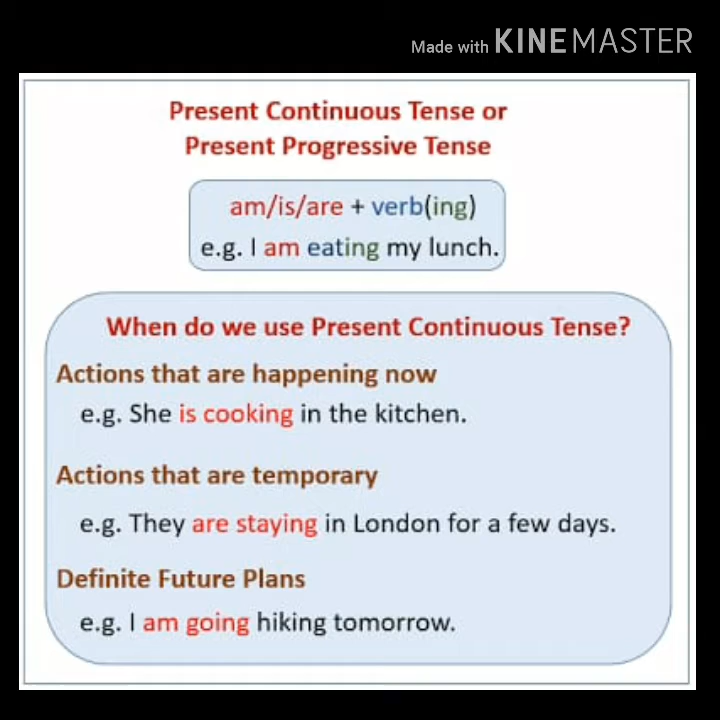 Made with KINEMASTER
Present Continuous Tense or
Present Progressive Tense
am/is/are + verb(ing)
e.g. I am eating my lunch.
When do we use Present Continuous Tense?
Actions that are happening now
e.g. She is cooking in the kitchen.
Actions that are temporary
e.g. They are staying in London for a few days.
Definite Future Plans
e.g. I am going hiking tomorrow.